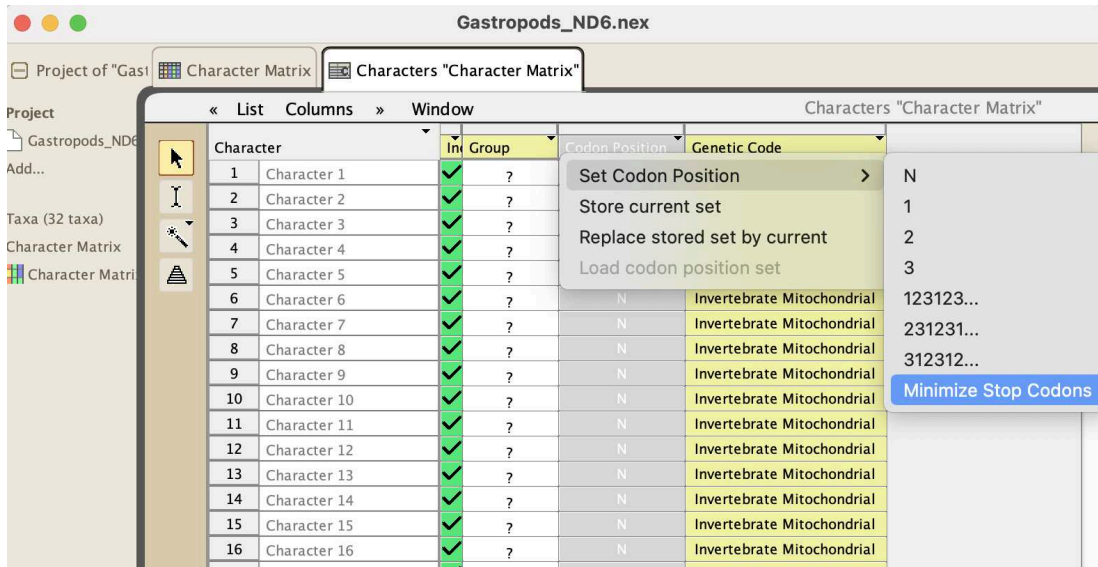 Gastropods_ND6.nex
Project of "Gast
Character Matrix
Characters "Character Matrix"
Project
Gastropods_ND6
Add...
Taxa (32 taxa)
Character Matrix
Character Matri
« List Columns » Window
Characters "Character Matrix"
Character Group Codon Position Genetic Code
1 Character 1 ?
2 Character 2 ?
3 Character 3 ?
4 Character 4 ?
5 Character 5 ?
6 Character 6 ? N Invertebrate Mitochondrial
7 Character 7 ? N Invertebrate Mitochondrial
8 Character 8 ? N Invertebrate Mitochondrial
9 Character 9 ? N Invertebrate Mitochondrial
10 Character 10 ? N Invertebrate Mitochondrial
11 Character 11 ? N Invertebrate Mitochondrial
12 Character 12 ? N Invertebrate Mitochondrial
13 Character 13 ? N Invertebrate Mitochondrial
14 Character 14 ? N Invertebrate Mitochondrial
15 Character 15 ? N Invertebrate Mitochondrial
16 Character 16 ? N Invertebrate Mitochondrial
Set Codon Position >
Store current set
Replace stored set by current
Load codon position set
N
1
2
3
123123...
231231...
312312...
Minimize Stop Codons